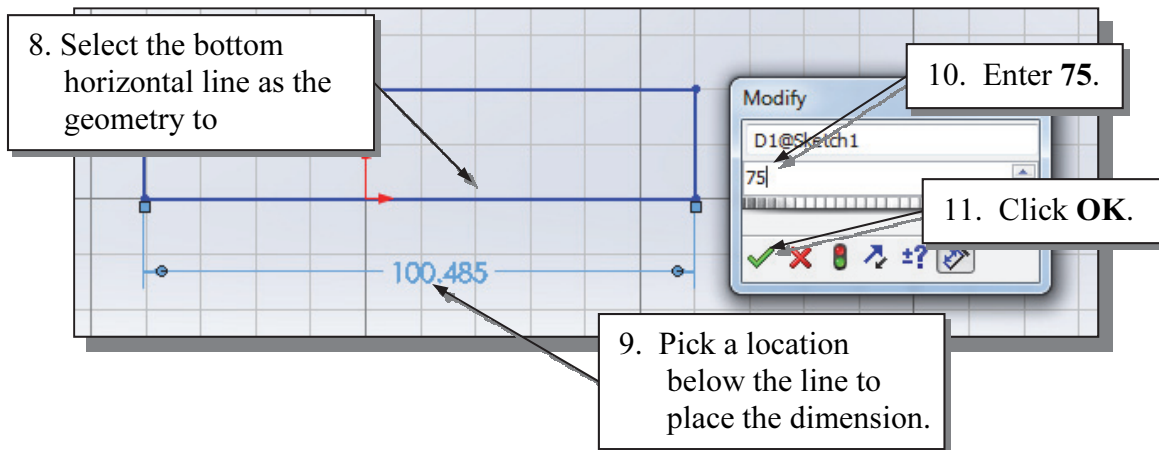 8. Select the bottom
horizontal line as the
geometry to
Modify
10. Enter 75.
D1@Sketch1
75
11. Click OK.
±?
100.485
9. Pick a location
below the line to
place the dimension.